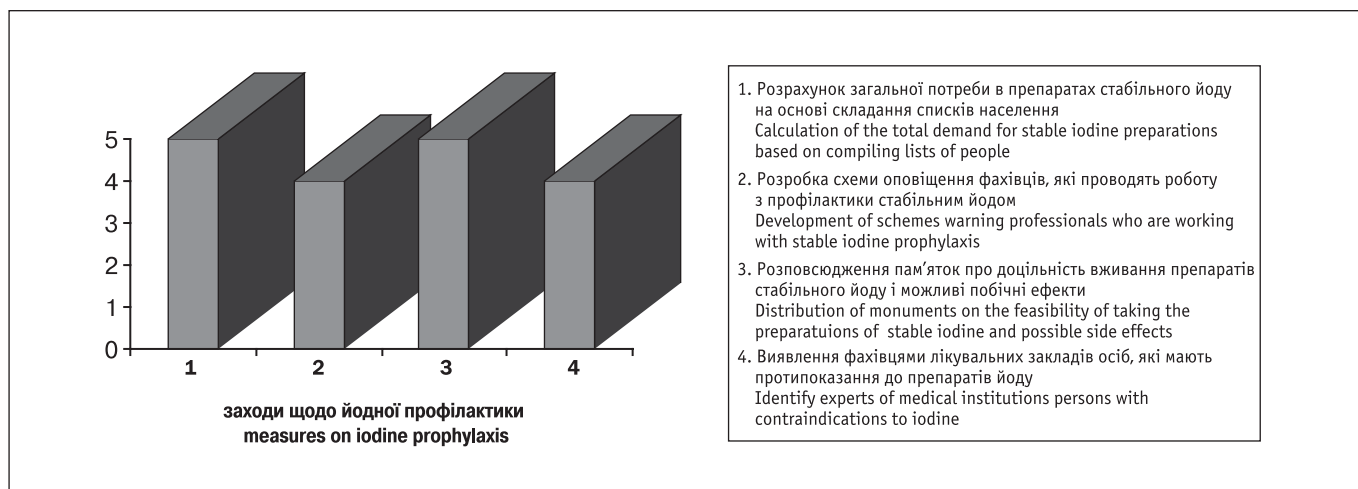 5
4
3
2
1
0
1 2 3 4
заходи щодо йодної профілактики
measures on iodine prophylaxis
1. Розрахунок загальної потреби в препаратах стабільного йоду
на основі складання списків населення
Calculation of the total demand for stable iodine preparations
based on compiling lists of people
2. Розробка схеми оповіщення фахівців, які проводять роботу
з профілактики стабільним йодом
Development of schemes warning professionals who are working
with stable iodine prophylaxis
3. Розповсюдження пам’яток про доцільність вживання препаратів
стабільного йоду і можливі побічні ефекти
Distribution of monuments on the feasibility of taking the
preparatuions of stable iodine and possible side effects
4. Виявлення фахівцями лікувальних закладів осіб, які мають
протипоказання до препаратів йоду
Identify experts of medical institutions persons with
contraindications to iodine